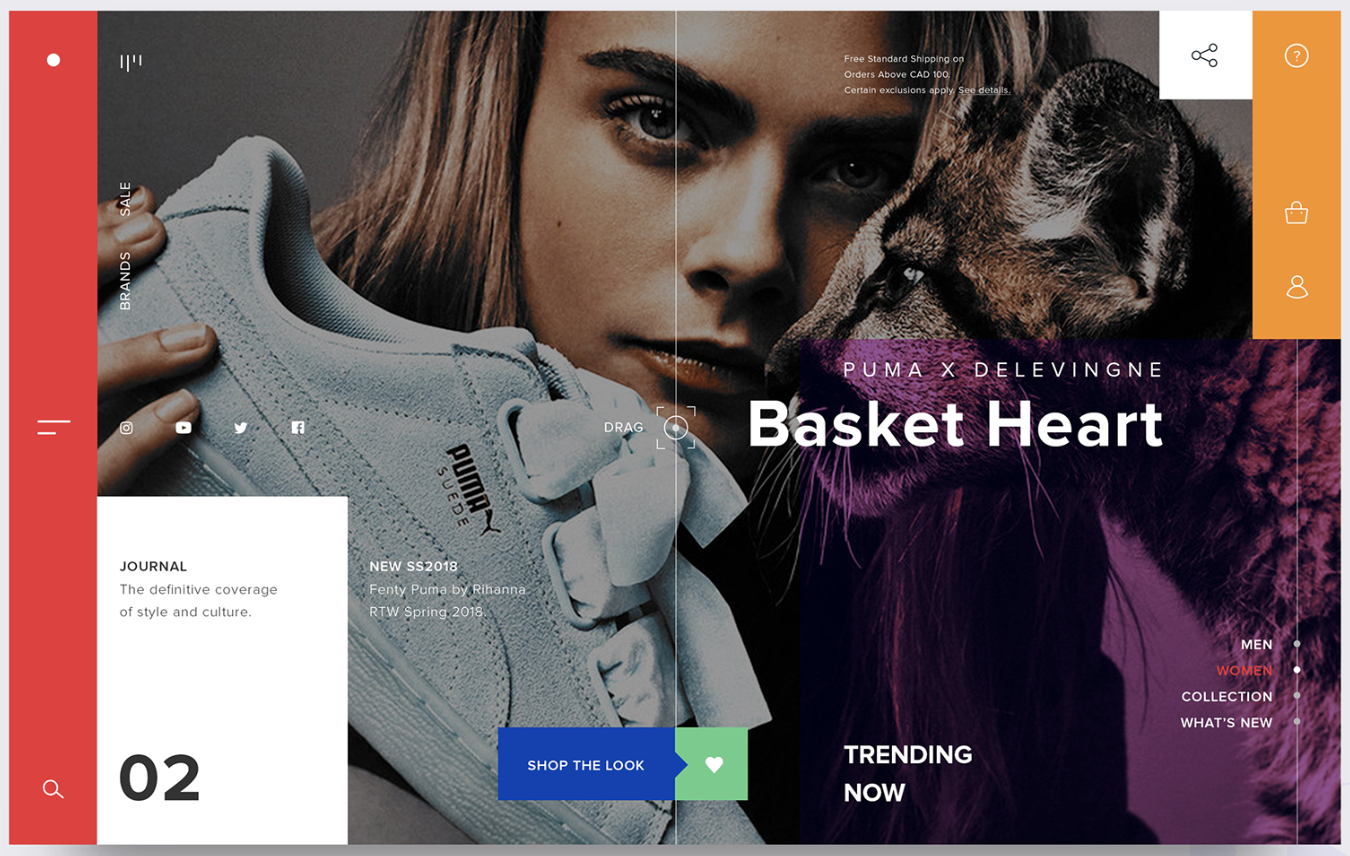 Free Standard Shipping on
Orders Above CAD 100.
Certain exclusions apply. See details.
?
SALE
BRANDS
PUMA X DELEVINGNE
Basket Heart
DRAG
PUMA
SUEDE
JOURNAL
The definitive coverage
of style and culture.
NEW SS2018
Fenty Puma by Rihanna
RTW Spring 2018.
MEN
WOMEN
COLLECTION
WHAT'S NEW
02
SHOP THE LOOK
TRENDING
NOW